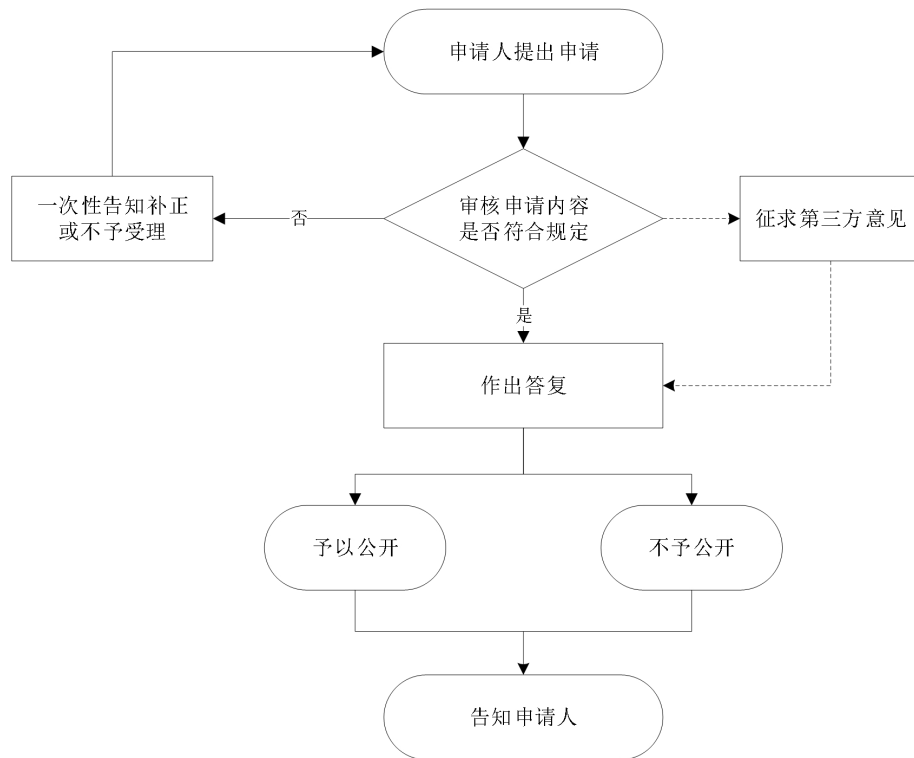 申请人提出申请
一次性告知补正
或不予受理
否
审核申请内容
是否符合规定
征求第三方意见
是
作出答复
予以公开
不予公开
告知申请人